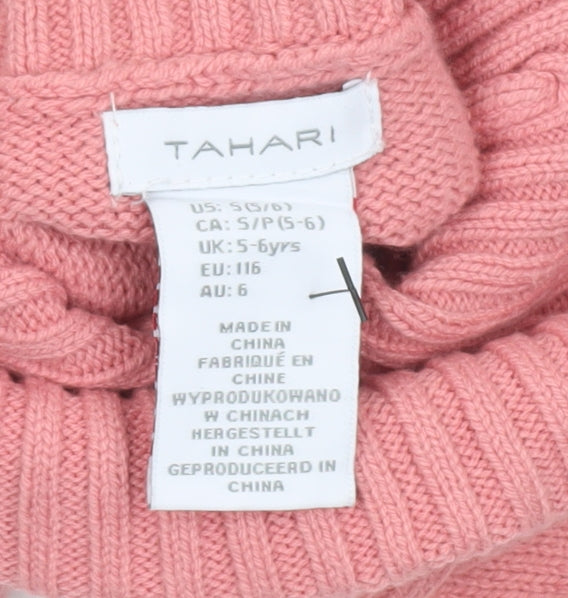 TAHARI
US: S(5/6)
CA: S/P(5-6)
UK: 5-6yrs
EU: 116
AU: 6
MADE IN
CHINA
FABRIQUÉ EN
CHINE
WYPRODUKOWANO
W CHINACH
HERGESTELLT
IN CHINA
GEPRODUCEERD IN
CHINA